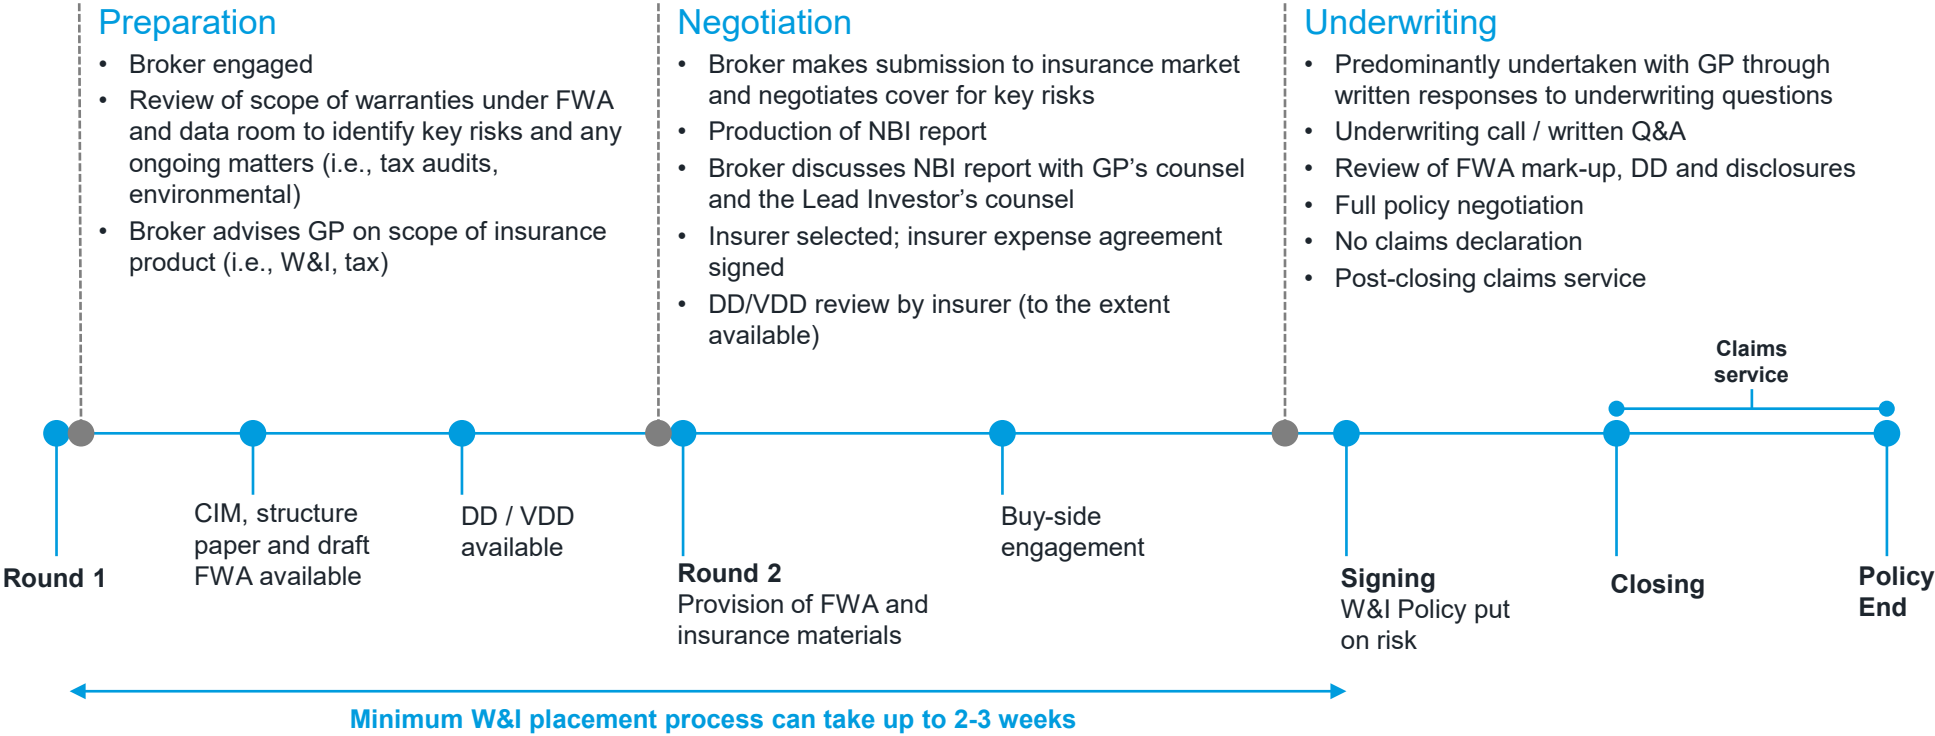 Preparation
• Broker engaged
• Review of scope of warranties under FWA
and data room to identify key risks and any
ongoing matters (i.e., tax audits,
environmental)
• Broker advises GP on scope of insurance
product (i.e., W&I, tax)
Negotiation
• Broker makes submission to insurance market
and negotiates cover for key risks
• Production of NBI report
• Broker discusses NBI report with GP’s counsel
and the Lead Investor’s counsel
• Insurer selected; insurer expense agreement
signed
• DD/VDD review by insurer (to the extent
available)
Underwriting
• Predominantly undertaken with GP through
written responses to underwriting questions
• Underwriting call / written Q&A
• Review of FWA mark-up, DD and disclosures
• Full policy negotiation
• No claims declaration
• Post-closing claims service
Claims
service
Round 1
CIM, structure
paper and draft
FWA available
DD / VDD
available
Round 2
Provision of FWA and
insurance materials
Buy-side
engagement
Signing
W&I Policy put
on risk
Closing
Policy
End
Minimum W&I placement process can take up to 2-3 weeks